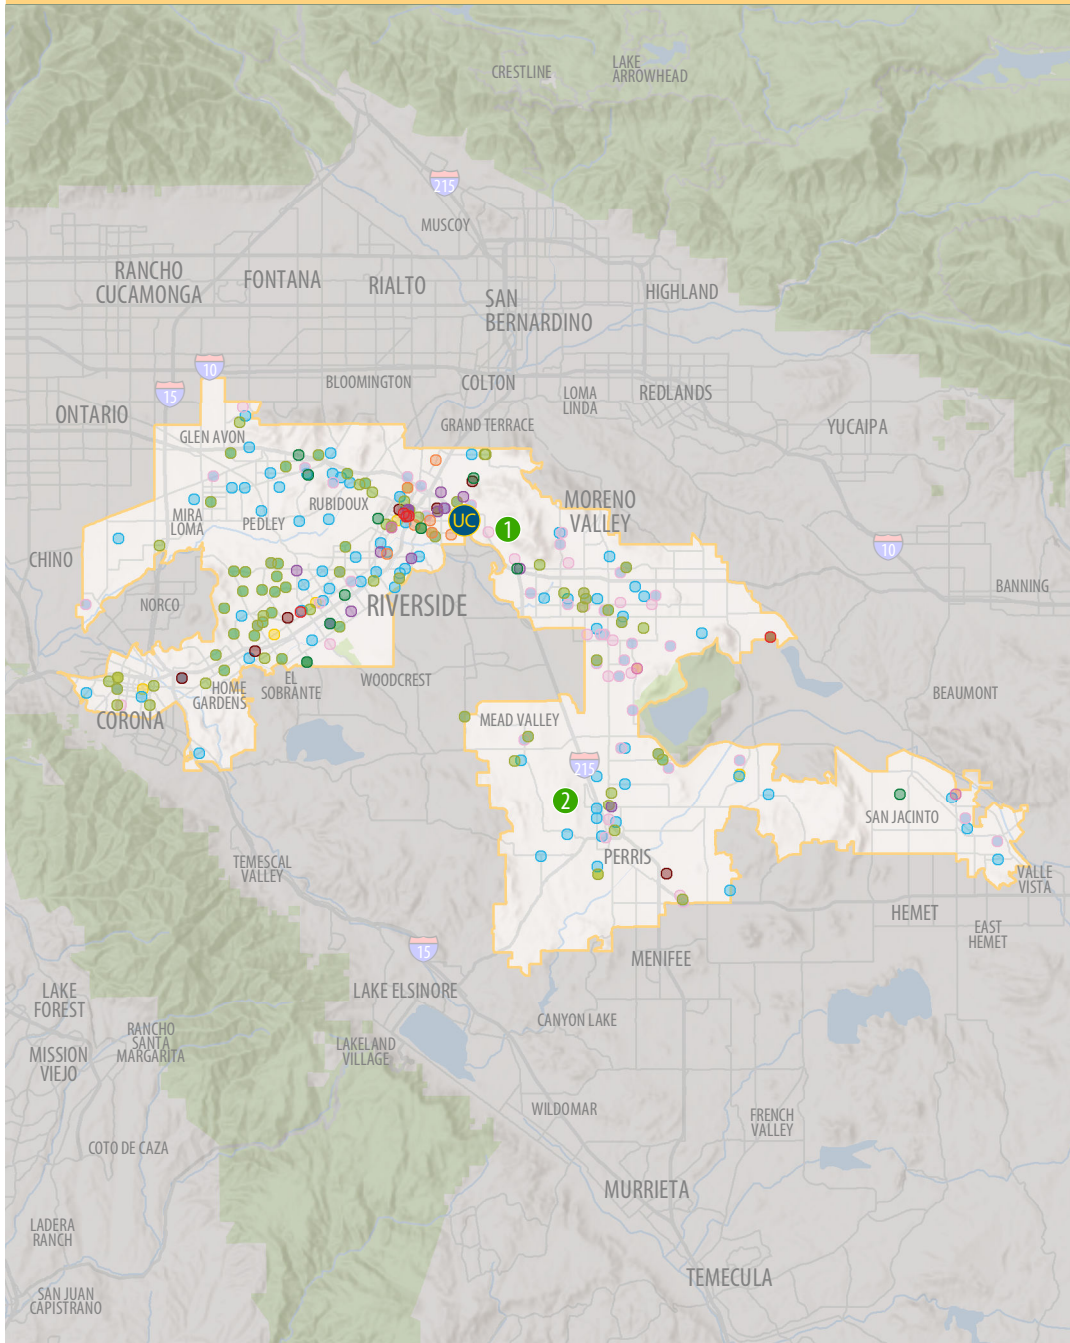 CRESTLINE
LAKE
ARROWHEAD
215
MUSCOY
RANCHO
CUCAMONGA
FONTANA
RIALTO
SAN
BERNARDINO
HIGHLAND
10
15
BLOOMINGTON
COLTON
LOMA
LINDA
REDLANDS
ONTARIO
GLEN AVON
GRAND TERRACE
YUCAIPA
RUBIDOUX
MORENO
VALLEY
MIRA
LOMA
PEDLEY
UC
1
10
CHINO
NORCO
RIVERSIDE
BANNING
EL
SOBRANTE
WOODCREST
HOME
GARDENS
BEAUMONT
CORONA
MEAD VALLEY
215
2
SAN JACINTO
PERRIS
TEMESCAL
VALLEY
VALLE
VISTA
HEMET
EAST
HEMET
15
MENIFEE
LAKE
FOREST
LAKE ELSINORE
CANYON LAKE
RANCHO
SANTA
MARGARITA
MISSION
VIEJO
LAKELAND
VILLAGE
WILDOMAR
FRENCH
VALLEY
COTO DE CAZA
MURRIETA
LADERA
RANCH
TEMECULA
SAN JUAN
CAPISTRANO